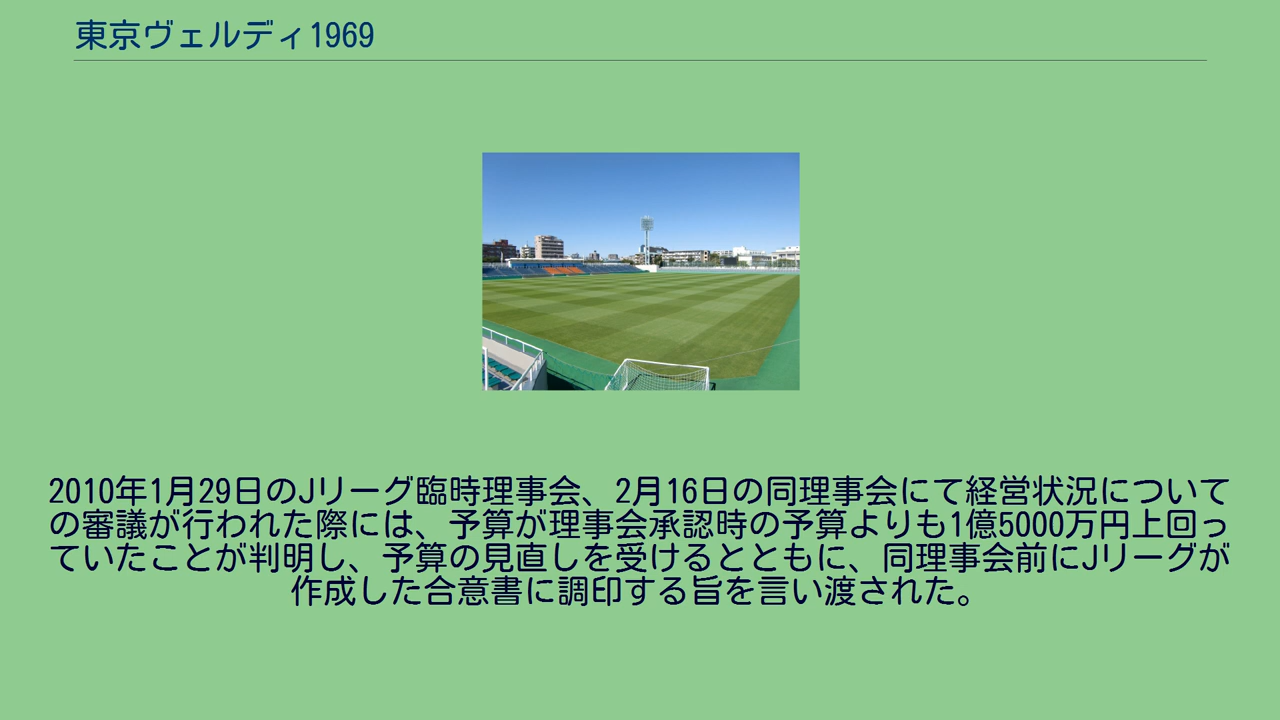 東京ヴェルディ1969
2010年1月29日のJリーグ臨時理事会、2月16日の同理事会にて経営状況について
の審議が行われた際には、予算が理事会承認時の予算よりも1億5000万円上回っ
ていたことが判明し、予算の見直しを受けるとともに、同理事会前にJリーグが
作成した合意書に調印する旨を言い渡された。